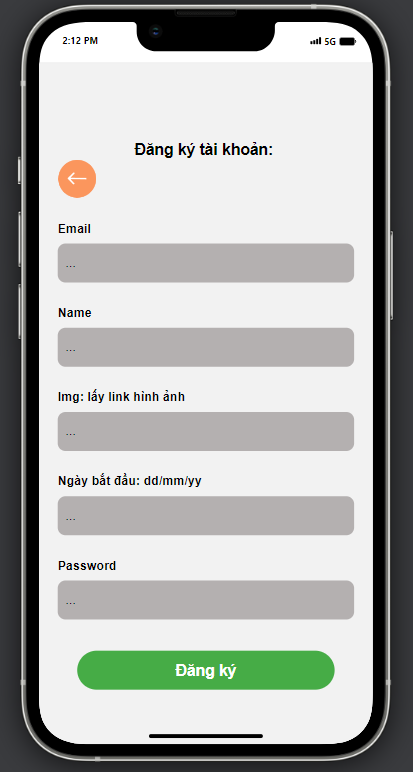 2:12 PM 5G
Đăng ký tài khoản:
Email
...
Name
...
Img: lấy link hình ảnh
...
Ngày bắt đầu: dd/mm/yy
...
Password
...
Đăng ký